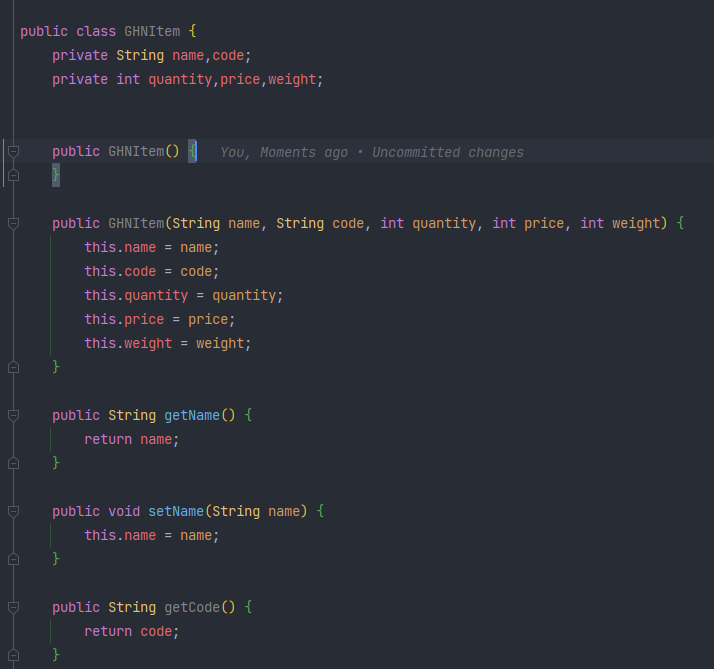 public class GHNItem {
    private String name,code;
    private int quantity,price,weight;
    public GHNItem() {   You, Moments ago • Uncommitted changes
    }
    public GHNItem(String name, String code, int quantity, int price, int weight) {
        this.name = name;
        this.code = code;
        this.quantity = quantity;
        this.price = price;
        this.weight = weight;
    }
    public String getName() {
        return name;
    }
    public void setName(String name) {
        this.name = name;
    }
    public String getCode() {
        return code;
    }